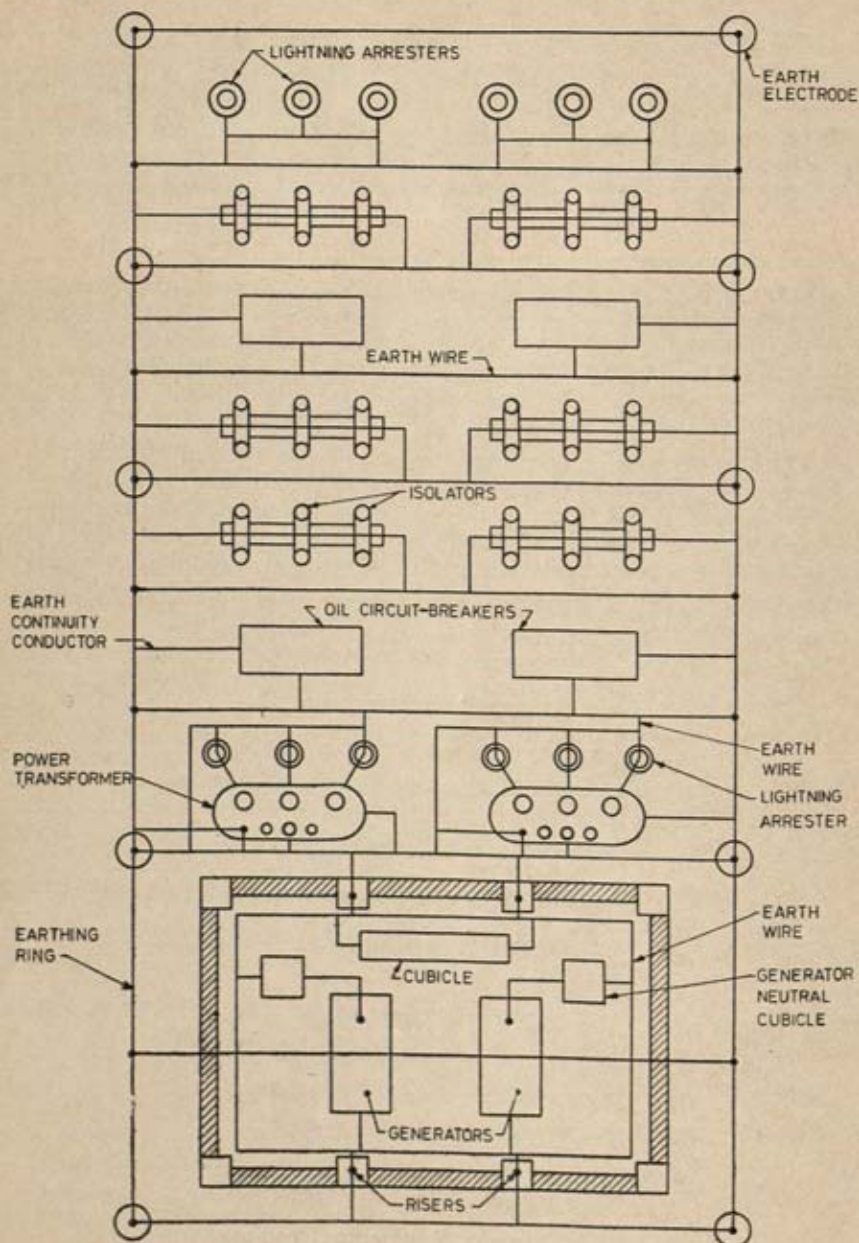 LIGHTNING ARRESTERS
EARTH
ELECTRODE
EARTH WIRE
ISOLATORS
EARTH
CONTINUITY
CONDUCTOR
OIL CIRCUIT-BREAKERS
POWER
TRANSFORMER
EARTH
WIRE
LIGHTNING
ARRESTER
EARTHING
RING
EARTH
WIRE
CUBICLE
GENERATOR
NEUTRAL
CUBICLE
GENERATORS
RISERS